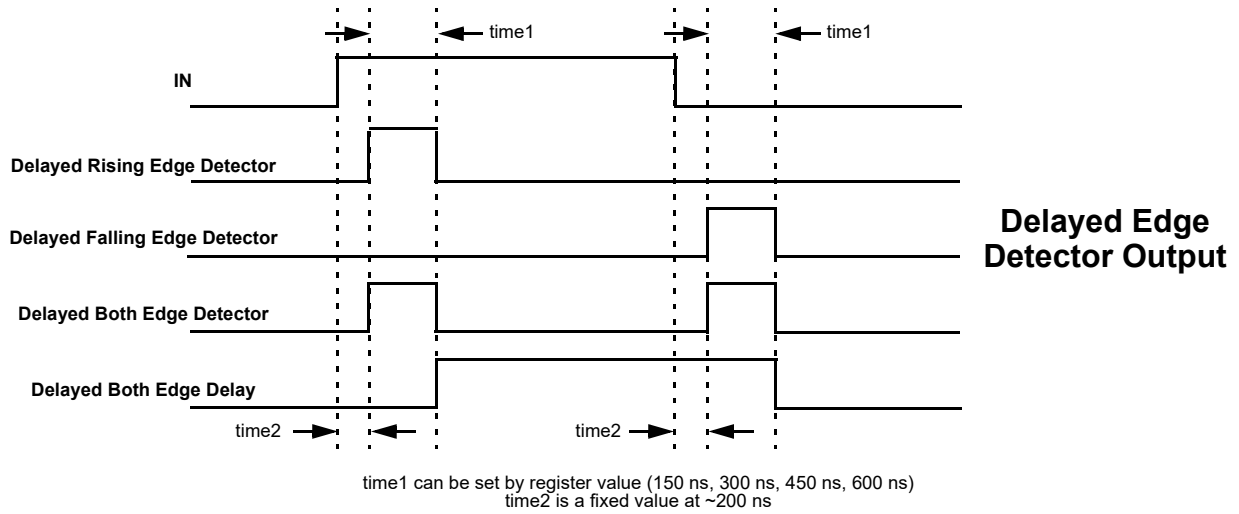 time1
time1
IN
Delayed Rising Edge Detector
Delayed Falling Edge Detector
Delayed Edge
Detector Output
Delayed Both Edge Detector
Delayed Both Edge Delay
time2
time2
time1 can be set by register value (150 ns, 300 ns, 450 ns, 600 ns)
time2 is a fixed value at ~200 ns